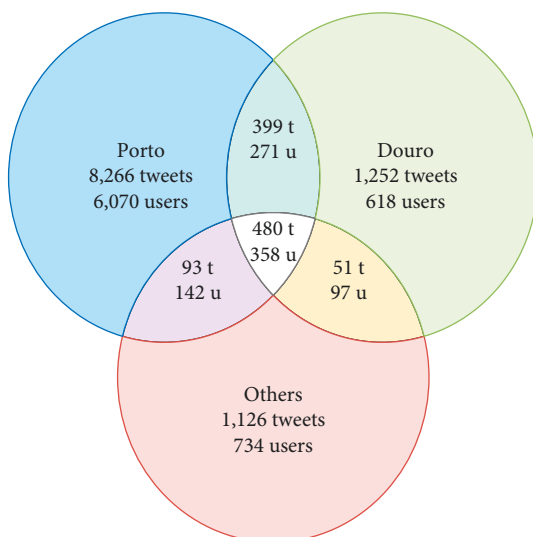 399 t
271 u
Porto
8,266 tweets
6,070 users
Douro
1,252 tweets
618 users
480 t
358 u
93 t
142 u
51 t
97 u
Others
1,126 tweets
734 users